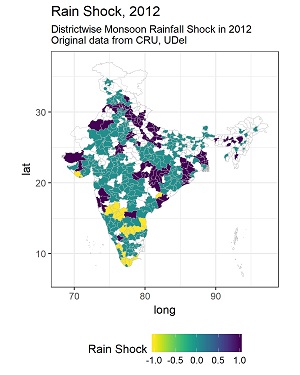 Rain Shock, 2012
Districtwise Monsoon Rainfall Shock in 2012
Original data from CRU, UDel
lat
30
20
10
70 80 90
long
Rain Shock
-1.0 -0.5 0.0 0.5 1.0